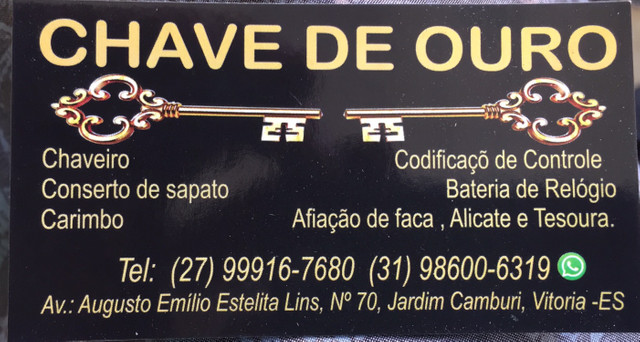 CHAVE DE OURO
Chaveiro
Conserto de sapato
Carimbo
Codificaçõ de Controle
Bateria de Relógio
Afiação de faca , Alicate e Tesoura.
Tel: (27) 99916-7680 (31) 98600-6319
Av.: Augusto Emílio Estelita Lins, Nº 70, Jardim Camburi, Vitoria -ES